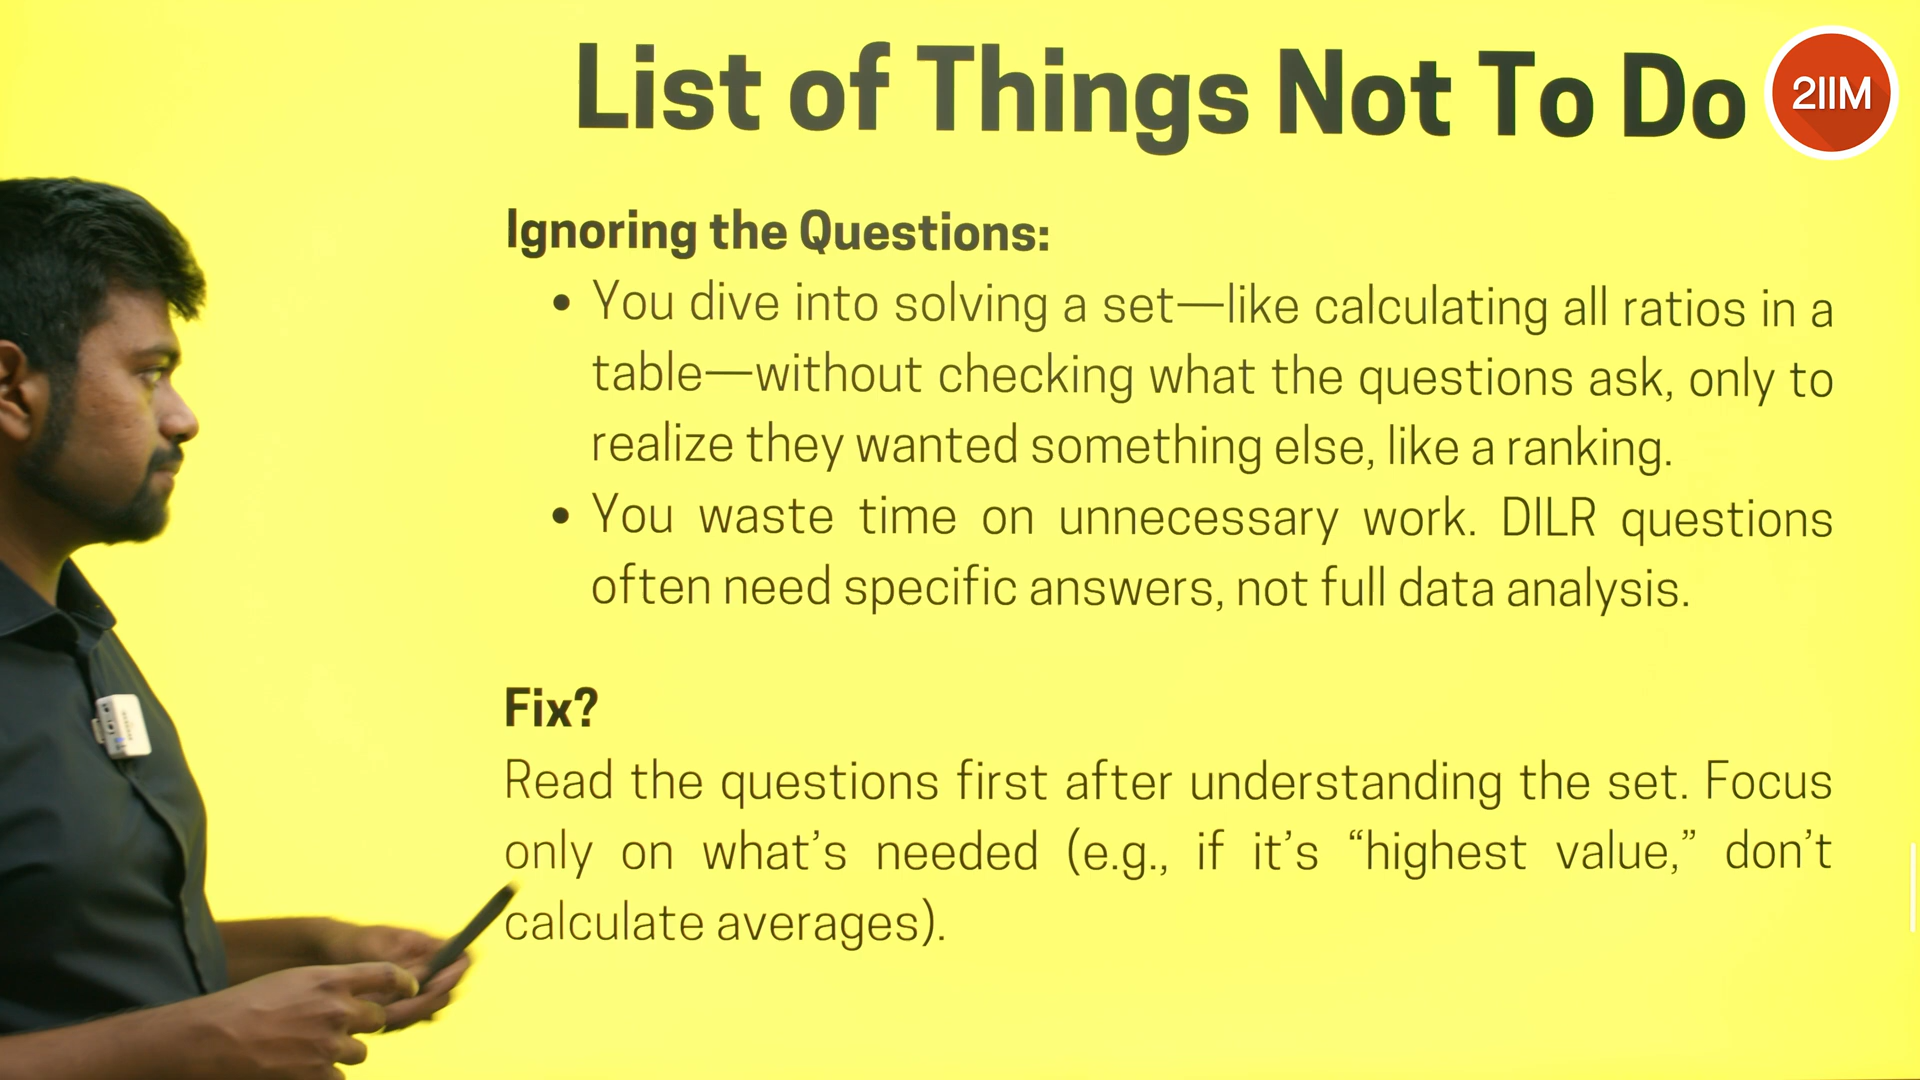 List of Things Not To Do
2IIM
Ignoring the Questions:
• You dive into solving a set—like calculating all ratios in a
table—without checking what the questions ask, only to
realize they wanted something else, like a ranking.
• You waste time on unnecessary work. DILR questions
often need specific answers, not full data analysis.
Fix?
Read the questions first after understanding the set. Focus
only on what’s needed (e.g., if it’s “highest value,” don’t
calculate averages).